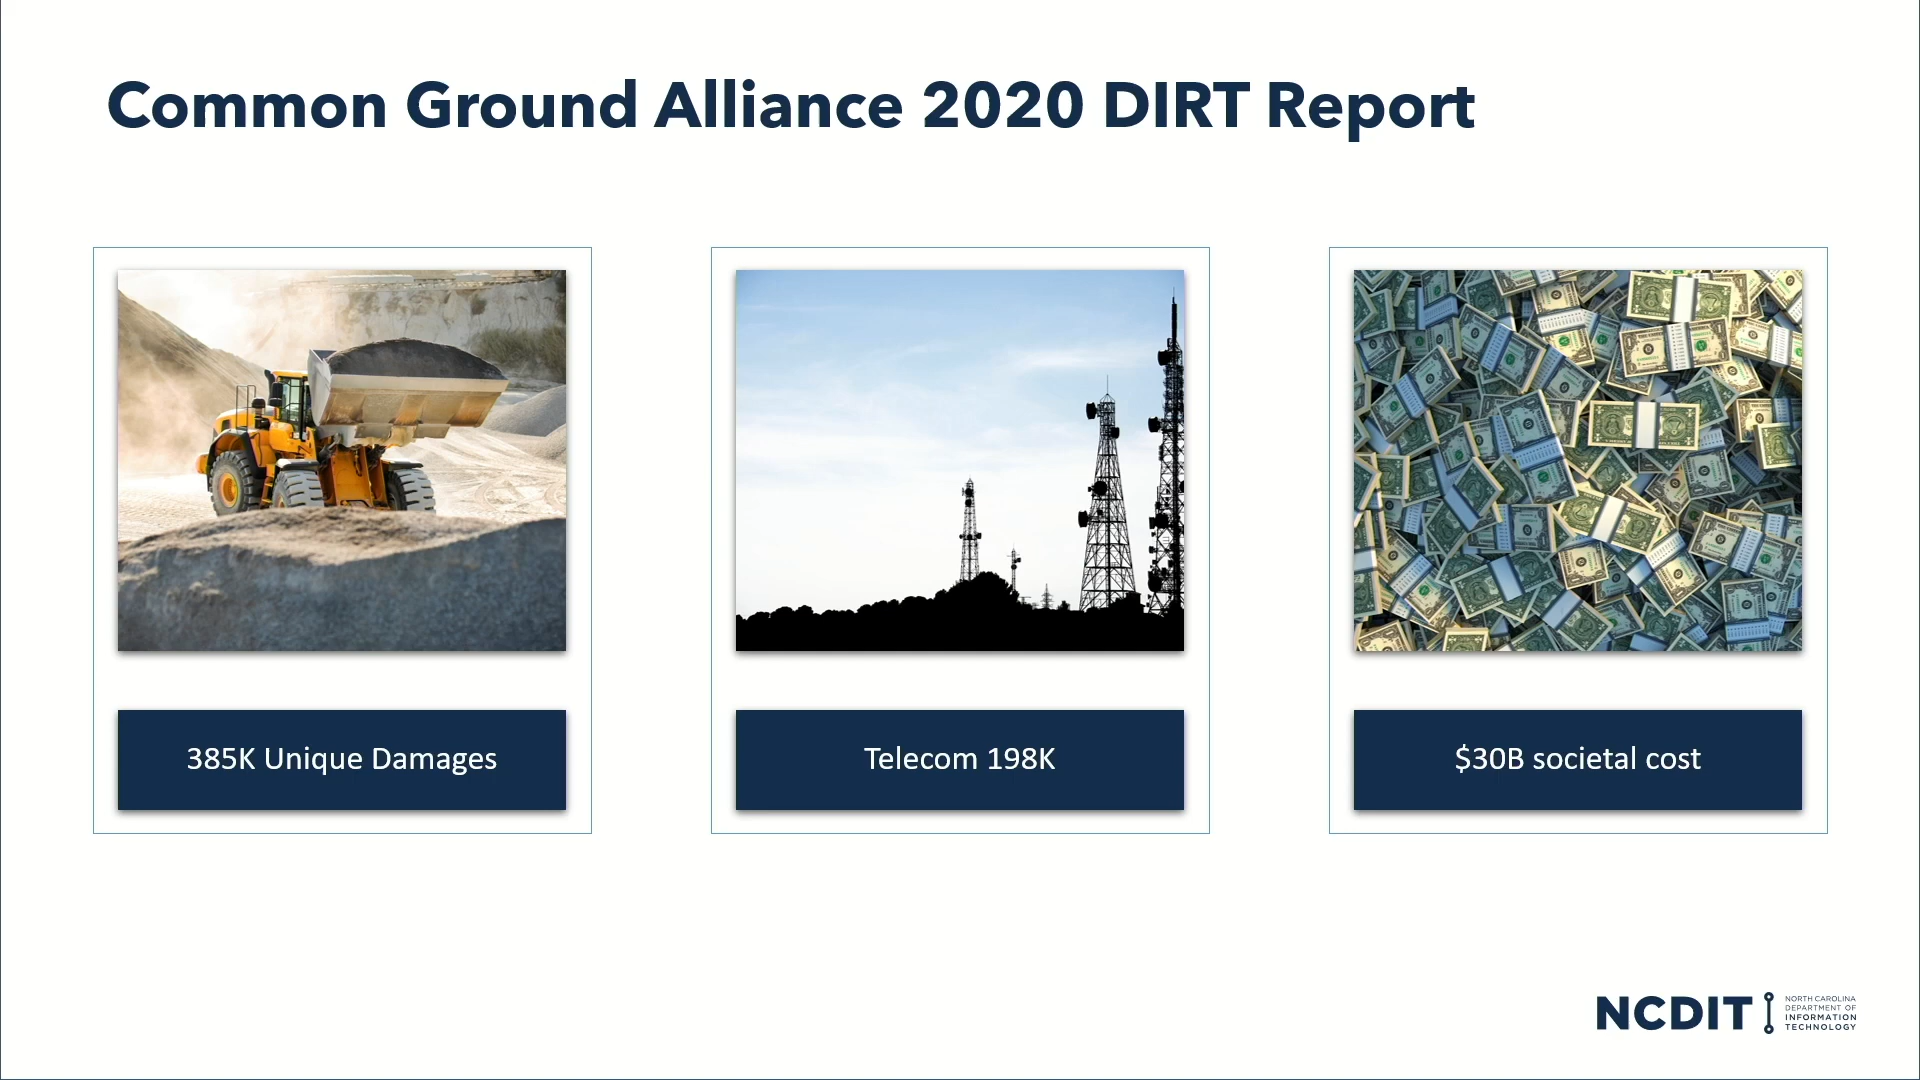 Common Ground Alliance 2020 DIRT Report
385K Unique Damages
Telecom 198K
$30B societal cost
NCDIT
NORTH CAROLINA
DEPARTMENT OF
INFORMATION
TECHNOLOGY